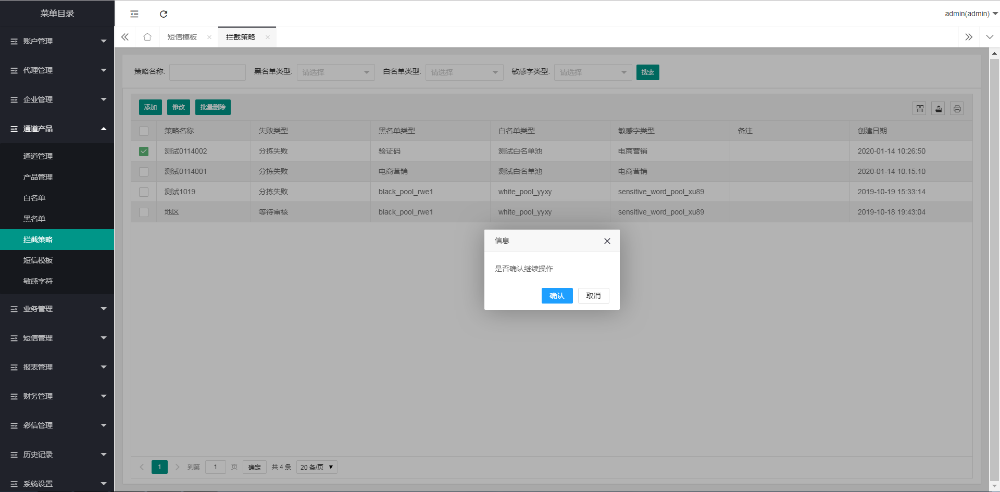 菜单目录
admin(admin)
短信模板
拦截策略
账户管理
代理管理
企业管理
通道产品
通道管理
产品管理
白名单
黑名单
拦截策略
短信模板
敏感字符
业务管理
短信管理
报表管理
财务管理
彩信管理
历史记录
系统设置
策略名称: 黑名单类型: 请选择 白名单类型: 请选择 敏感字类型: 请选择 搜索
添加 修改 批量删除
策略名称 失败类型 黑名单类型 白名单类型 敏感字类型 备注 创建日期
测试0114002 分拣失败 验证码 测试白名单池 电商营销 2020-01-14 10:26:50
测试0114001 分拣失败 电商营销 测试白名单池 电商营销 2020-01-14 10:15:10
测试1019 分拣失败 black_pool_rwe1 white_pool_yyxy sensitive_word_pool_xu89 2019-10-19 15:33:14
地区 等待审核 black_pool_rwe1 white_pool_yyxy sensitive_word_pool_xu89 2019-10-18 19:43:04
信息
是否确认继续操作
确认 取消
1 到第 1 页 确定 共 4 条 20 条/页